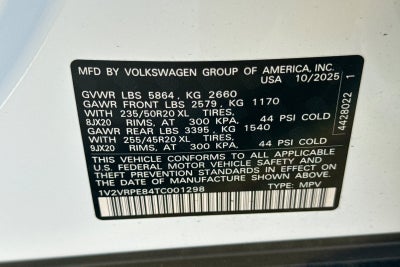 MFD BY VOLKSWAGEN GROUP OF AMERICA, INC.
USA 10/2025
GVWR LBS 5864, KG 2660
GAWR FRONT LBS 2579, KG 1170
WITH 235/50R20 XL TIRES,
8JX20 RIMS, AT 300 KPA, 44 PSI COLD
GAWR REAR LBS 3395, KG 1540
WITH 255/45R20 XL TIRES,
9JX20 RIMS, AT 300 KPA, 44 PSI COLD
THIS VEHICLE CONFORMS TO ALL APPLICABLE
U.S. FEDERAL MOTOR VEHICLE SAFETY AND
THEFT PREVENTION STANDARDS IN EFFECT ON
THE DATE OF MANUFACTURE SHOWN ABOVE.
1V2VRPE84TC001298 TYPE: MPV
4428022 1